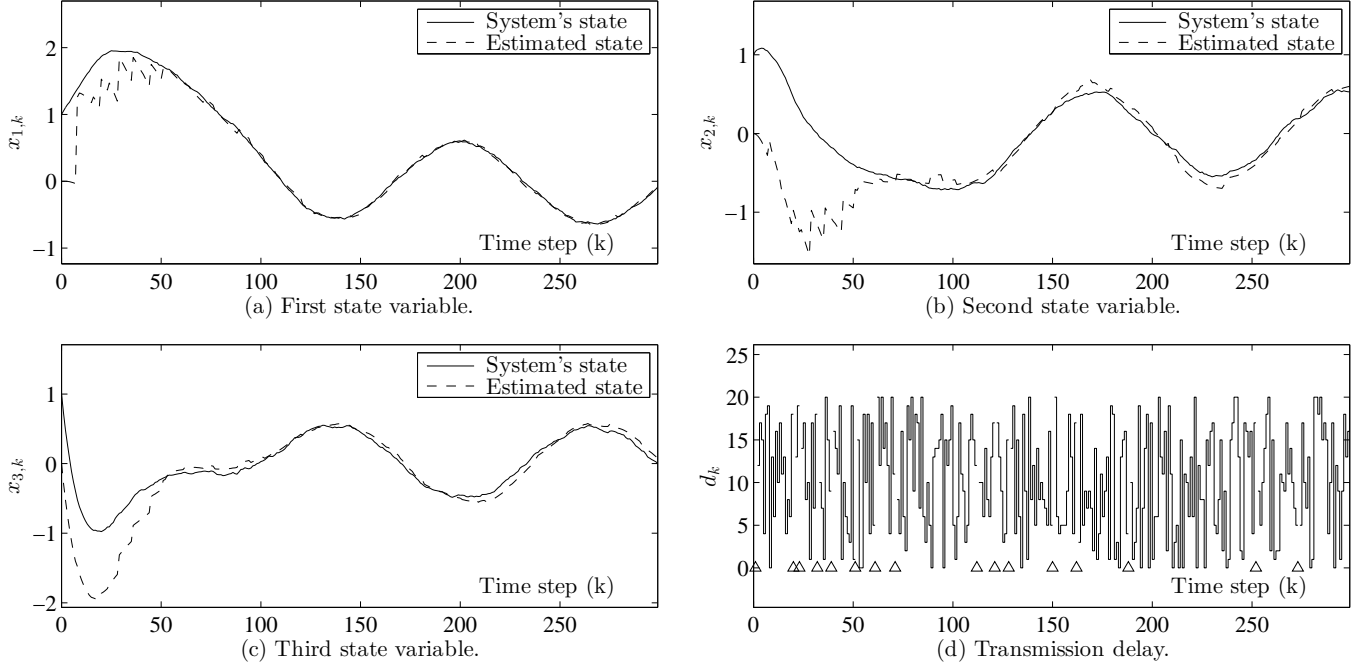 System's state
Estimated state
2
1
0
−1
x1,k
Time step (k)
0 50 100 150 200 250
(a) First state variable.
System's state
Estimated state
1
0
−1
x2,k
Time step (k)
0 50 100 150 200 250
(b) Second state variable.
System's state
Estimated state
1
0
−1
−2
x3,k
Time step (k)
0 50 100 150 200 250
(c) Third state variable.
25
20
15
10
5
0
dk
Time step (k)
0 50 100 150 200 250
(d) Transmission delay.